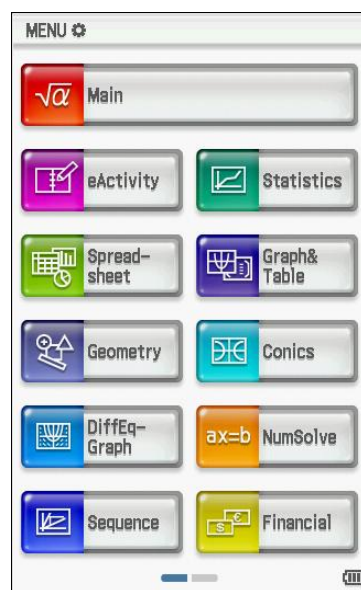 MENU
√α Main
eActivity
Statistics
Spread-
sheet
Graph&
Table
Geometry
Conics
DiffEq-
Graph
ax=b NumSolve
Sequence
$ € Financial